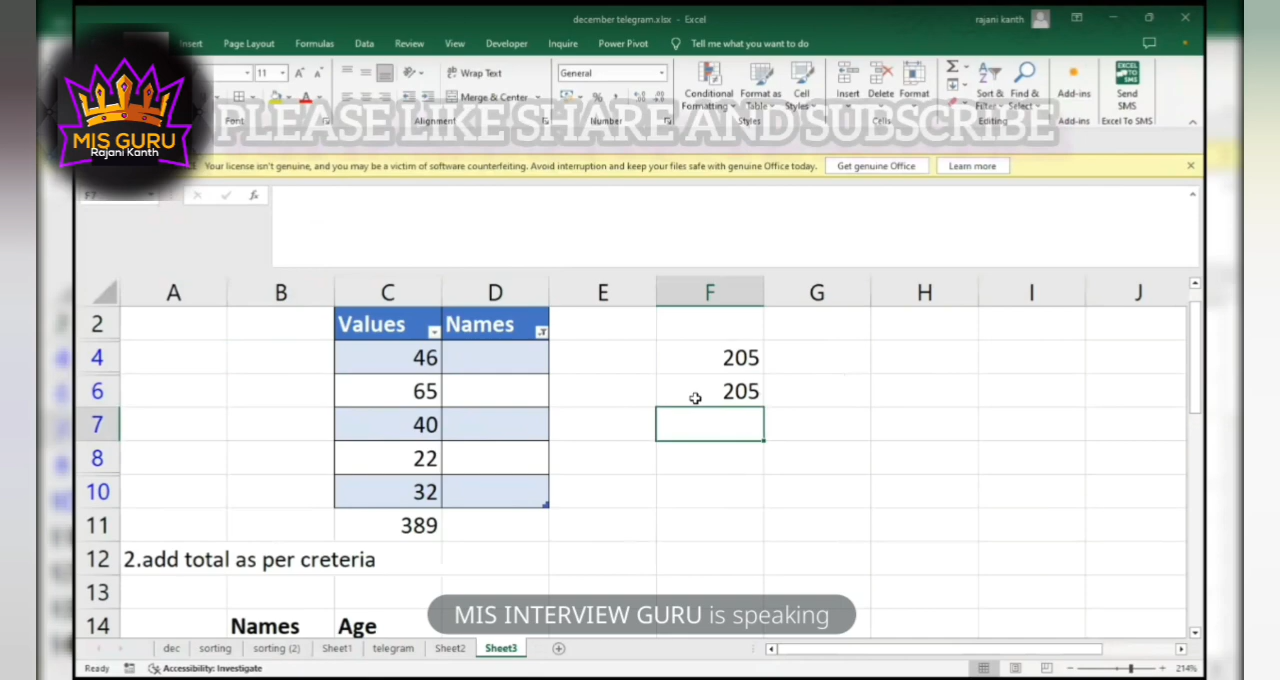 december telegram.xlsx - Excel
rajani kanth
Insert Page Layout Formulas Data Review View Developer Inquire Power Pivot Tell me what you want to do
11 A A Wrap Text General Conditional Formatting Format as Table Cell Styles Insert Delete Format Sort & Filter Find & Select Add-ins Send SMS
Merge & Center
Font Alignment Number Styles Cells Editing Add-ins Excel To SMS
EXCEL TO SMS
MIS GURU
Rajani Kanth
PLEASE LIKE SHARE AND SUBSCRIBE
Your license isn't genuine, and you may be a victim of software counterfeiting. Avoid interruption and keep your files safe with genuine Office today. Get genuine Office Learn more
F7 fx
A B C D E F G H I J
2 Values Names
4 46 205
6 65 205
7 40
8 22
10 32
11 389
12 2.add total as per creteria
13
14 Names Age
MIS INTERVIEW GURU is speaking
dec sorting sorting (2) Sheet1 telegram Sheet2 Sheet3
Ready Accessibility: Investigate 214%